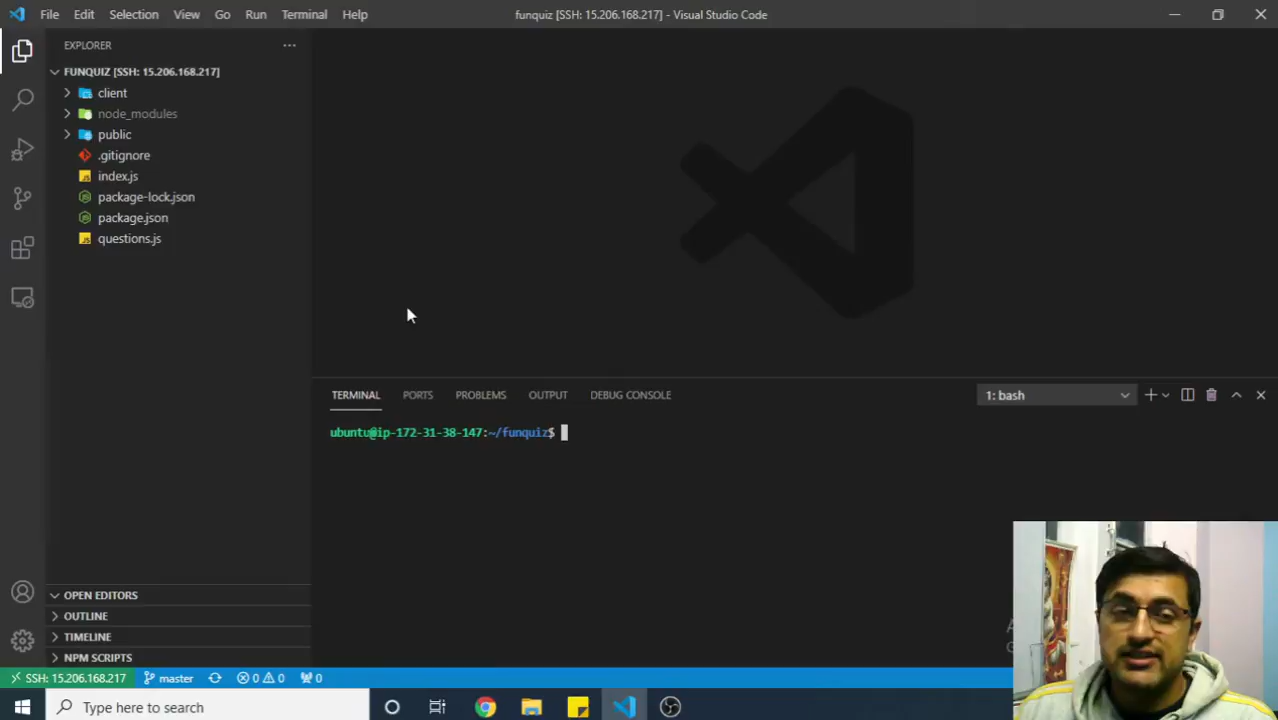 File Edit Selection View Go Run Terminal Help
funquiz [SSH: 15.206.168.217] - Visual Studio Code
EXPLORER
FUNQUIZ [SSH: 15.206.168.217]
client
node_modules
public
.gitignore
index.js
package-lock.json
package.json
questions.js
OPEN EDITORS
OUTLINE
TIMELINE
NPM SCRIPTS
TERMINAL PORTS PROBLEMS OUTPUT DEBUG CONSOLE
1: bash
ubuntu@ip-172-31-38-147:~/funquiz$
SSH: 15.206.168.217 master 0 0 0
Type here to search